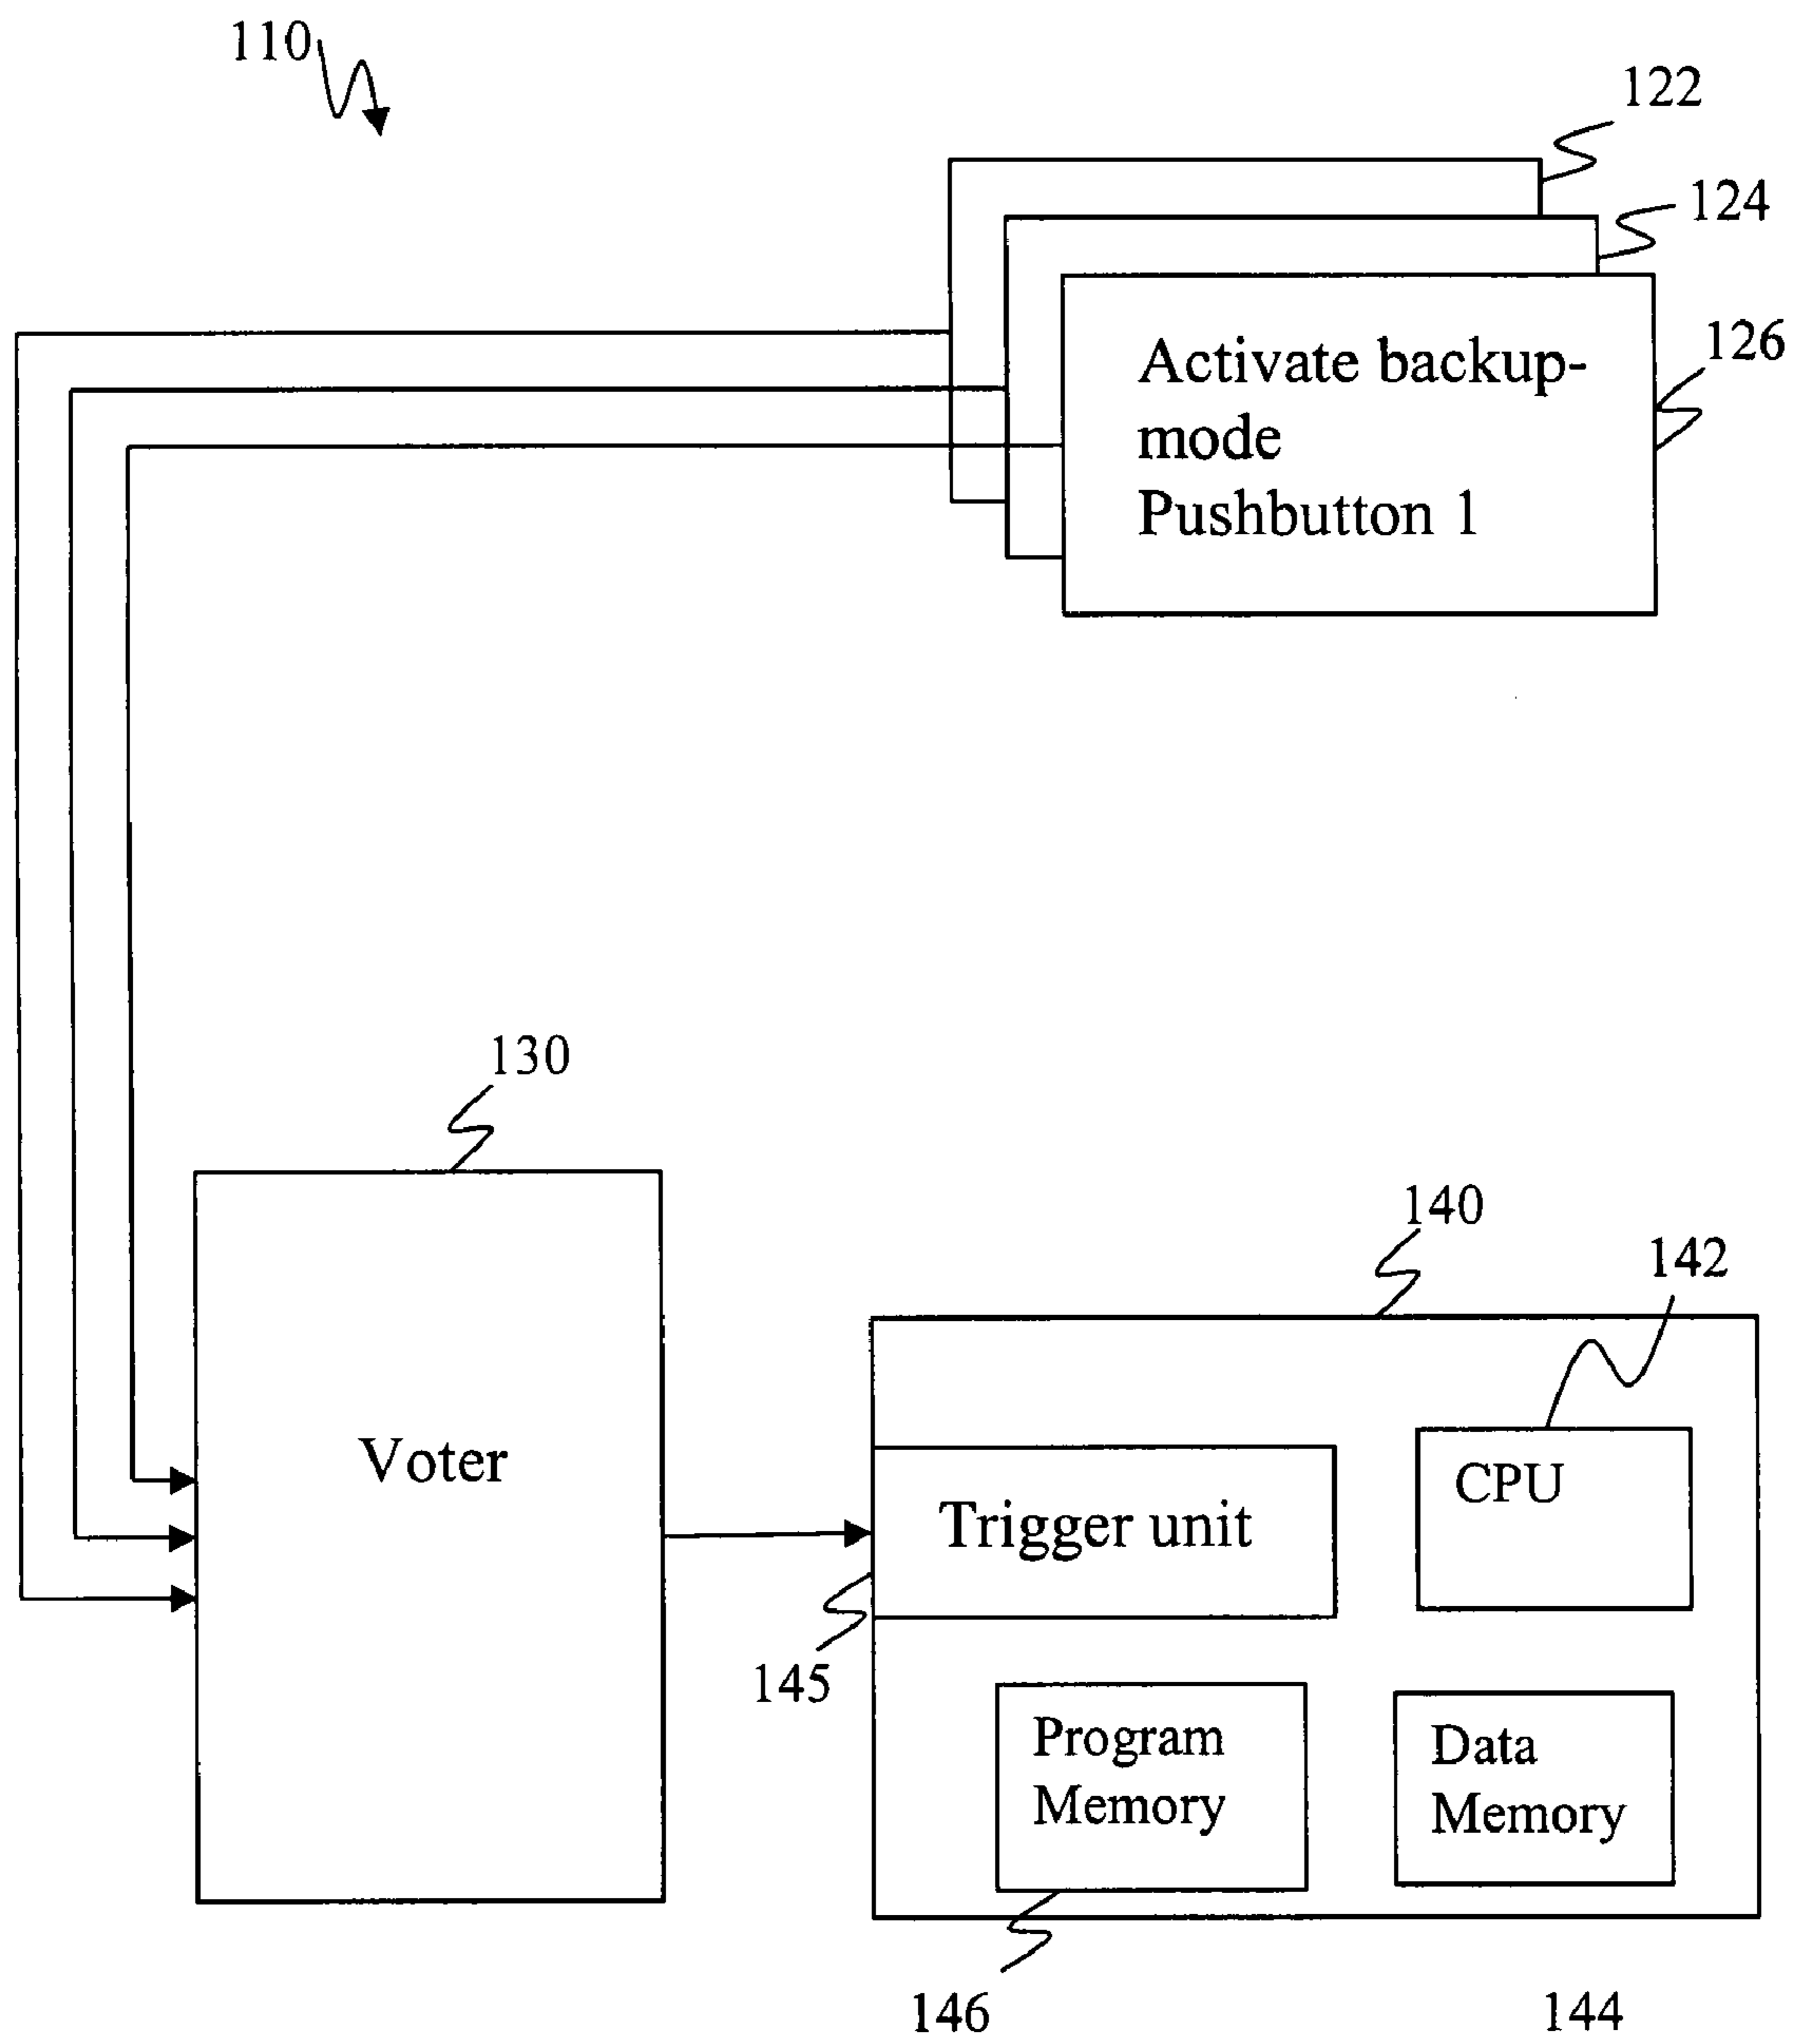 110
122
124
126
Activate backup-
mode
Pushbutton 1
130
140
142
Voter
CPU
Trigger unit
145
Program
Memory
Data
Memory
146
144